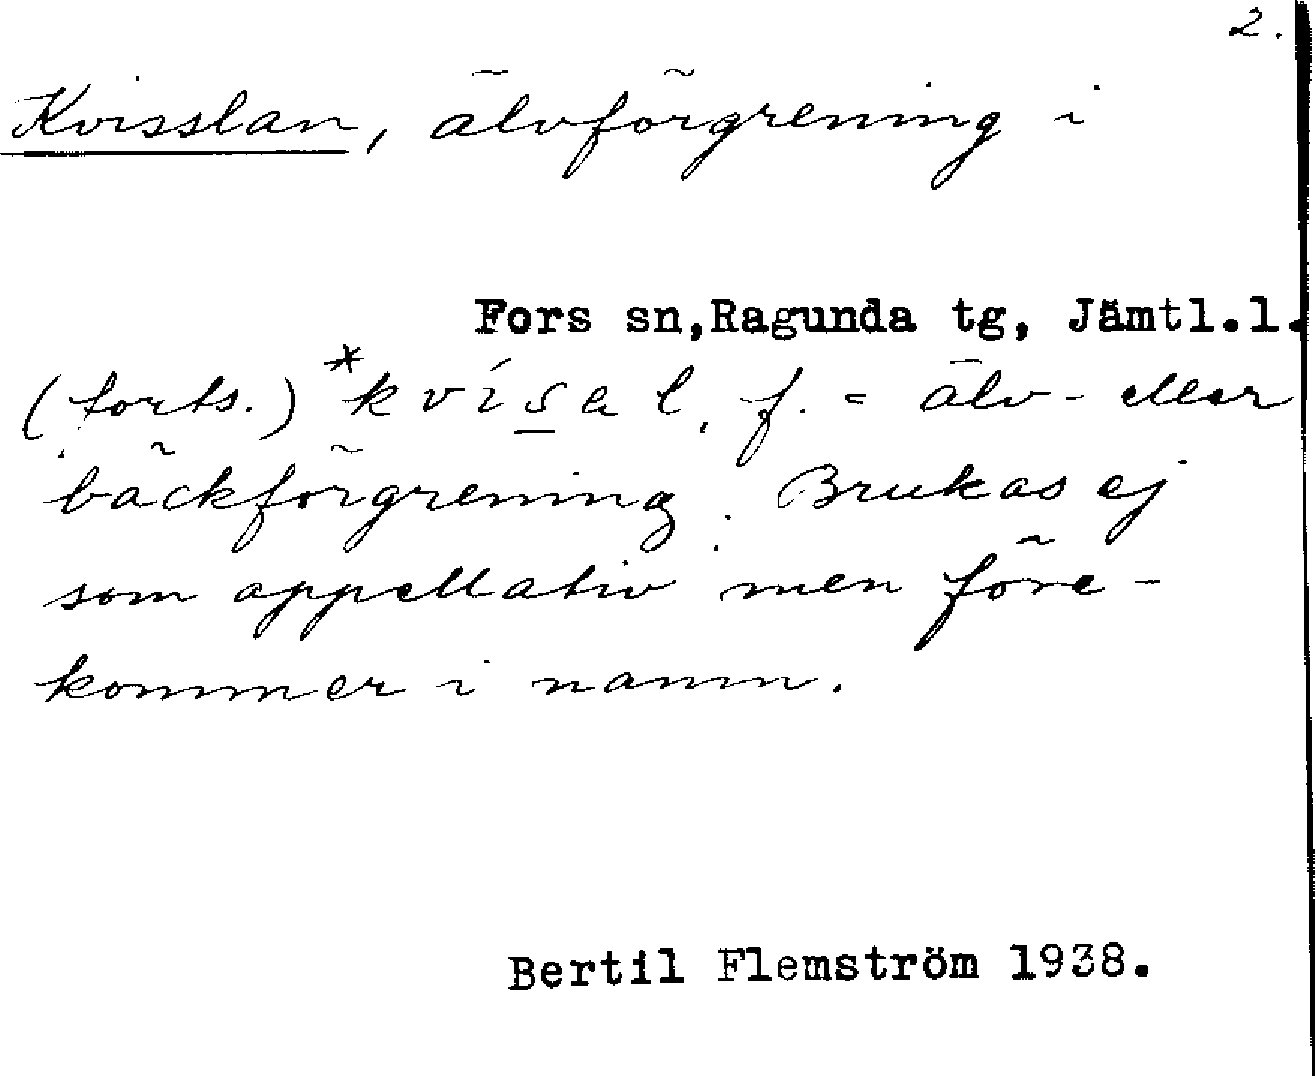 2.
Kvisslan, älvförgrening i
Fors sn,Ragunda tg, Jämtl.l.
(forts.) *kvísal, f. = älv- eller
bäckförgrening. Brukas ej
som appellativ men före-
kommer i namn.
Bertil Flemström 1938.